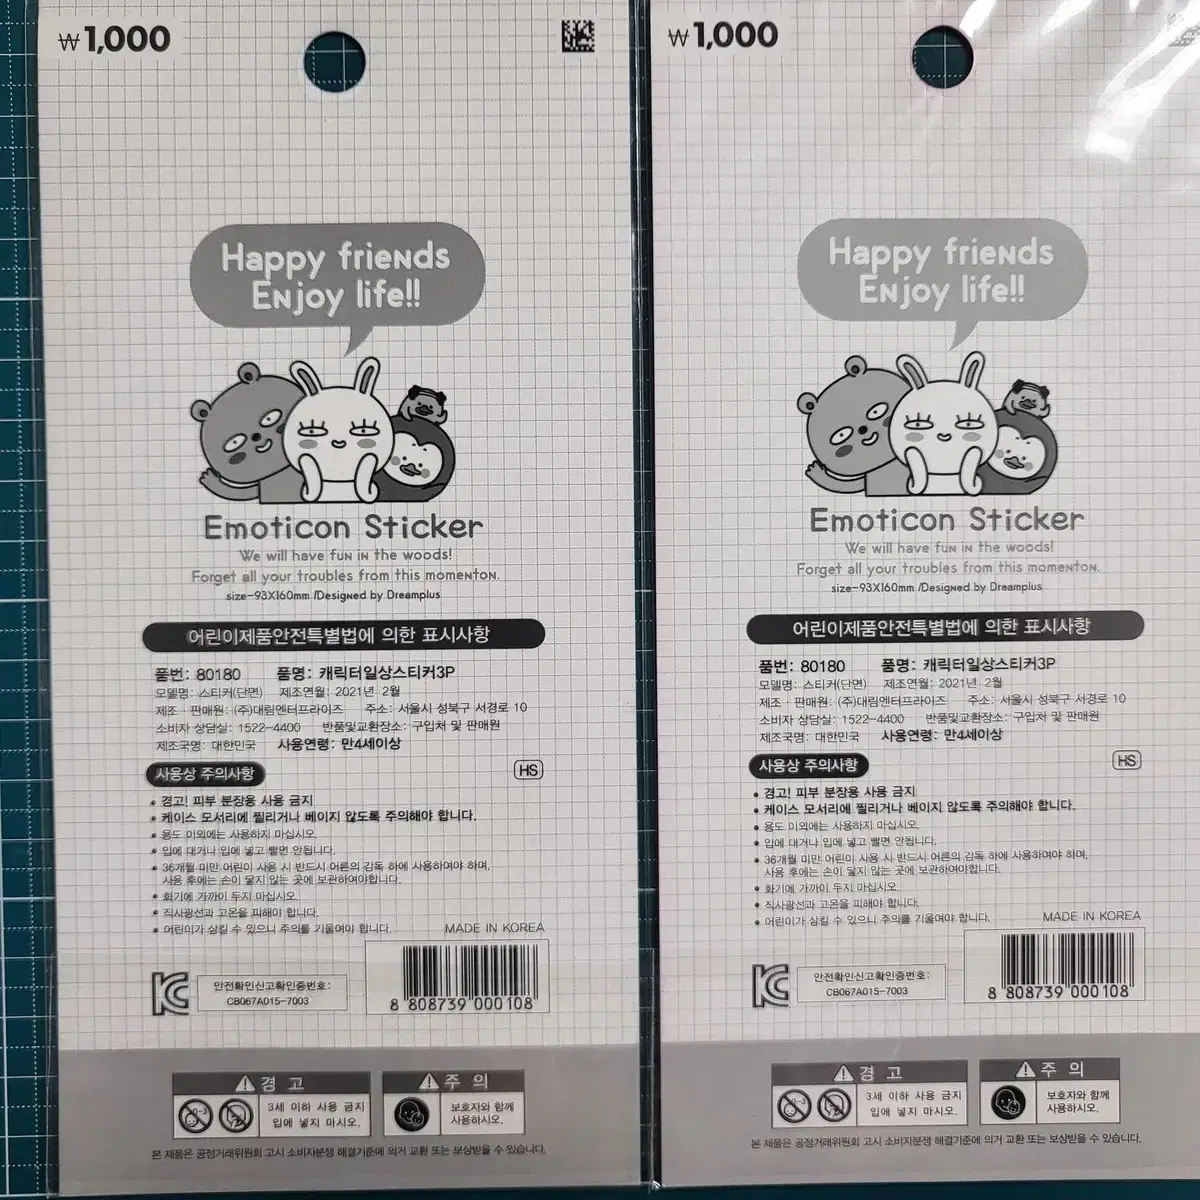 ₩1,000
Happy friends
Enjoy life!!
Emoticon Sticker
We will have fun in the woods!
Forget all your troubles from this momenton.
size-93X160mm /Designed by Dreamplus
어린이제품안전특별법에 의한 표시사항
품번: 80180 품명: 캐릭터일상스티커3P
모델명: 스티커(단면) 제조연월: 2021년 2월
제조 · 판매원: (주)대림엔터프라이즈 주소: 서울시 성북구 서경로 10
소비자 상담실: 1522-4400 반품및교환장소: 구입처 및 판매원
제조국명: 대한민국 사용연령: 만4세이상
사용상 주의사항
HS
• 경고! 피부 분장용 사용 금지
• 케이스 모서리에 찔리거나 베이지 않도록 주의해야 합니다.
• 용도 이외에는 사용하지 마십시오.
• 입에 대거나 입에 넣고 빨면 안됩니다.
• 36개월 미만 어린이 사용 시 반드시 어른의 감독 하에 사용하여야 하며,
사용 후에는 손이 닿지 않는 곳에 보관하여야합니다.
• 화기에 가까이 두지 마십시오.
• 직사광선과 고온을 피해야 합니다.
• 어린이가 삼킬 수 있으니 주의를 기울여야 합니다.
MADE IN KOREA
안전확인신고확인증번호:
CB067A015-7003
8 808739 000108
경 고
0-3
3세 이하 사용 금지
입에 넣지 마시오.
주 의
보호자와 함께
사용하시오.
본 제품은 공정거래위원회 고시 소비자분쟁 해결기준에 의거 교환 또는 보상받을 수 있습니다.
₩1,000
Happy friends
Enjoy life!!
Emoticon Sticker
We will have fun in the woods!
Forget all your troubles from this momenton.
size-93X160mm /Designed by Dreamplus
어린이제품안전특별법에 의한 표시사항
품번: 80180 품명: 캐릭터일상스티커3P
모델명: 스티커(단면) 제조연월: 2021년 2월
제조 · 판매원: (주)대림엔터프라이즈 주소: 서울시 성북구 서경로 10
소비자 상담실: 1522-4400 반품및교환장소: 구입처 및 판매원
제조국명: 대한민국 사용연령: 만4세이상
사용상 주의사항
HS
• 경고! 피부 분장용 사용 금지
• 케이스 모서리에 찔리거나 베이지 않도록 주의해야 합니다.
• 용도 이외에는 사용하지 마십시오.
• 입에 대거나 입에 넣고 빨면 안됩니다.
• 36개월 미만 어린이 사용 시 반드시 어른의 감독 하에 사용하여야 하며,
사용 후에는 손이 닿지 않는 곳에 보관하여야합니다.
• 화기에 가까이 두지 마십시오.
• 직사광선과 고온을 피해야 합니다.
• 어린이가 삼킬 수 있으니 주의를 기울여야 합니다.
MADE IN KOREA
안전확인신고확인증번호:
CB067A015-7003
8 808739 000108
경 고
0-3
3세 이하 사용 금지
입에 넣지 마시오.
주 의
보호자와 함께
사용하시오.
본 제품은 공정거래위원회 고시 소비자분쟁 해결기준에 의거 교환 또는 보상받을 수 있습니다.